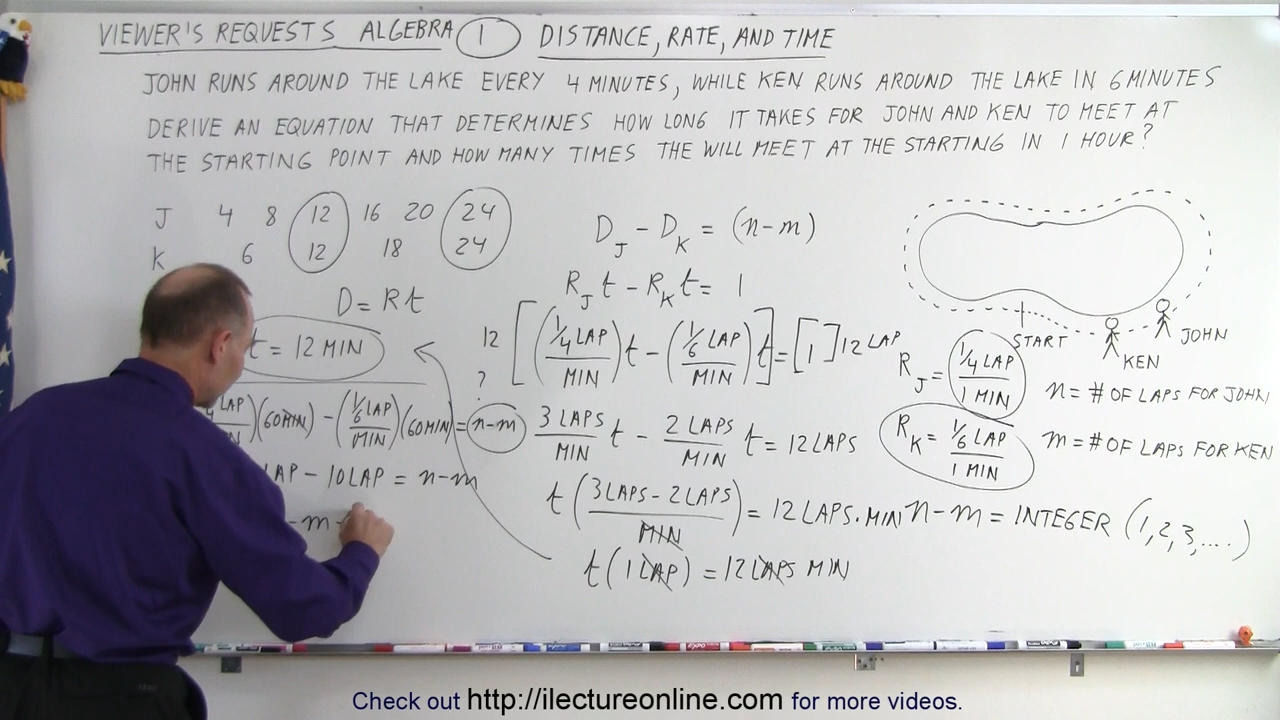 VIEWER'S REQUESTS ALGEBRA 1 DISTANCE, RATE, AND TIME
JOHN RUNS AROUND THE LAKE EVERY 4 MINUTES, WHILE KEN RUNS AROUND THE LAKE IN 6 MINUTES
DERIVE AN EQUATION THAT DETERMINES HOW LONG IT TAKES FOR JOHN AND KEN TO MEET AT
THE STARTING POINT AND HOW MANY TIMES THE WILL MEET AT THE STARTING IN 1 HOUR?
J 4 8 12 16 20 24
K 6 12 18 24
D = Rt
t = 12 MIN
LAP (60MIN) - (1/6 LAP / MIN)(60MIN) = n-m
?
LAP - 10LAP = n-m
-m
D_J - D_K = (n-m)
R_J t - R_K t = 1
12 [(1/4 LAP / MIN) t - (1/6 LAP / MIN) t] = [1] 12 LAP
3 LAPS / MIN t - 2 LAPS / MIN t = 12 LAPS
t (3 LAPS - 2 LAPS / MIN) = 12 LAPS · MIN
t (1 LAP) = 12 LAPS MIN
START
KEN
JOHN
R_J = 1/4 LAP / 1 MIN
n = # OF LAPS FOR JOHN
R_K = 1/6 LAP / 1 MIN
m = # OF LAPS FOR KEN
n-m = INTEGER (1, 2, 3, ....)
Check out http://ilectureonline.com for more videos.